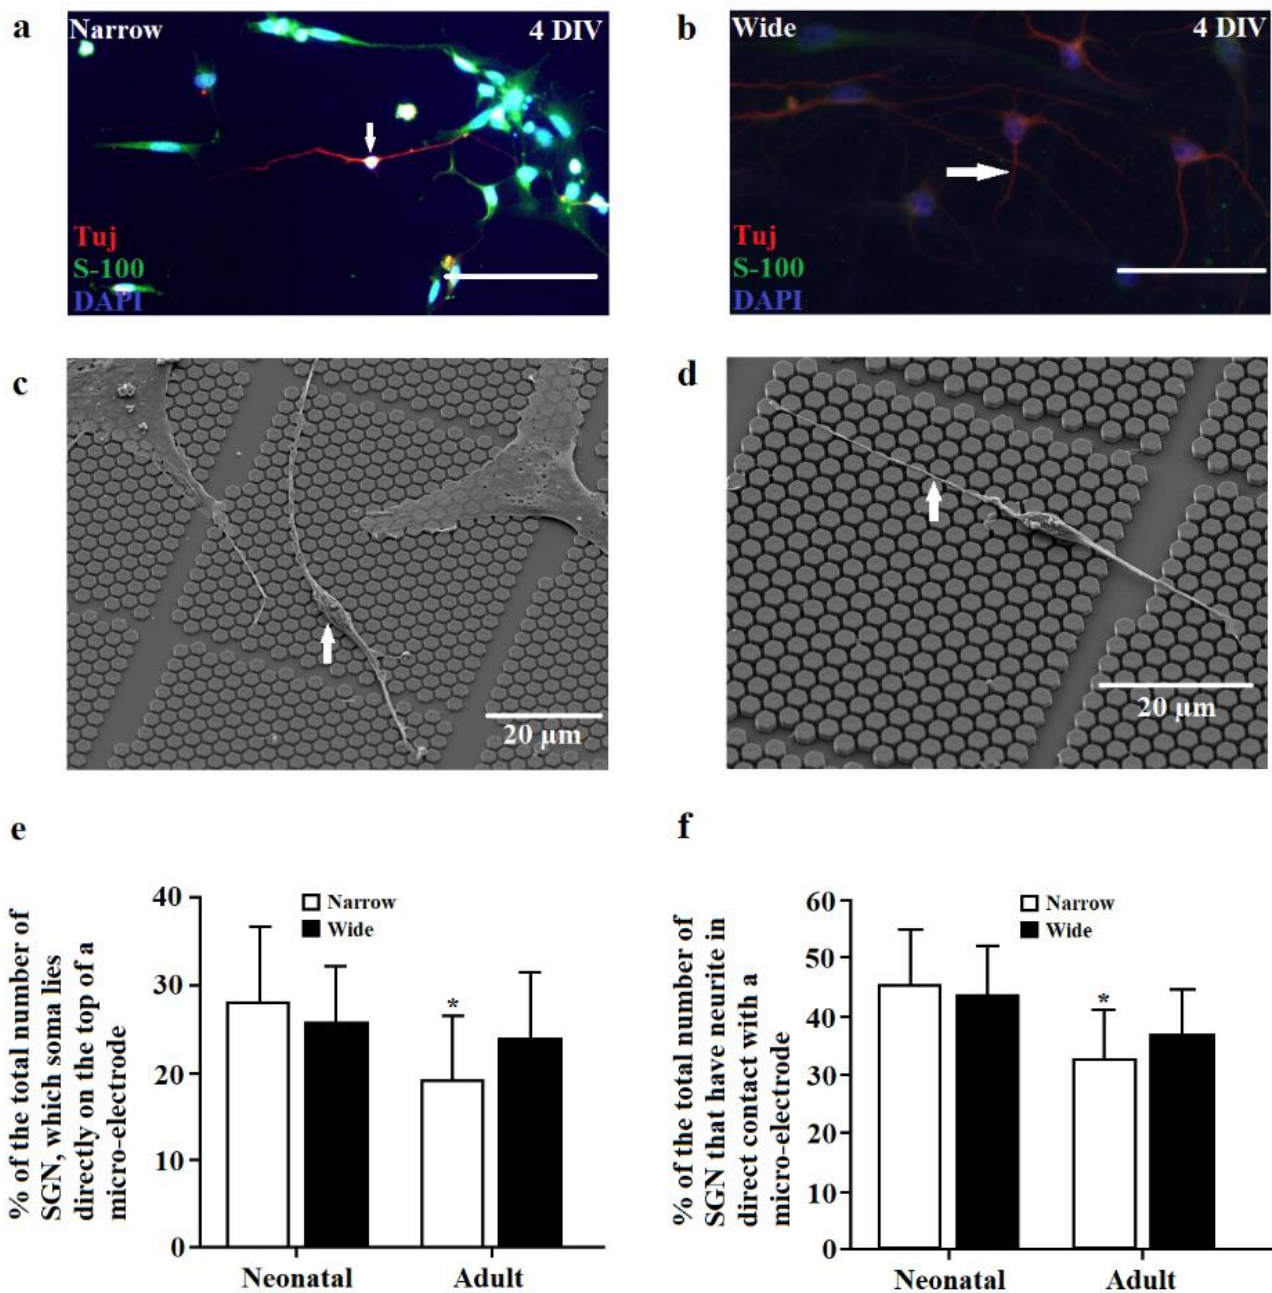 a
Narrow
4 DIV
Tuj
S-100
DAPI
b
Wide
4 DIV
Tuj
S-100
DAPI
c
20 µm
d
20 µm
e
% of the total number of
SGN, which soma lies
directly on the top of a
micro-electrode
40
30
20
10
0
Narrow
Wide
*
Neonatal
Adult
f
% of the total number of
SGN that have neurite in
direct contact with a
micro-electrode
60
50
40
30
20
10
0
Narrow
Wide
*
Neonatal
Adult